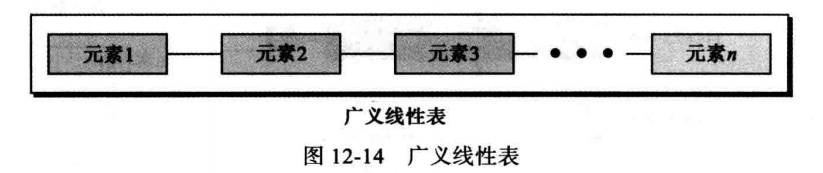 元素1 元素2 元素3 • • • 元素n
广义线性表
图 12-14 广义线性表